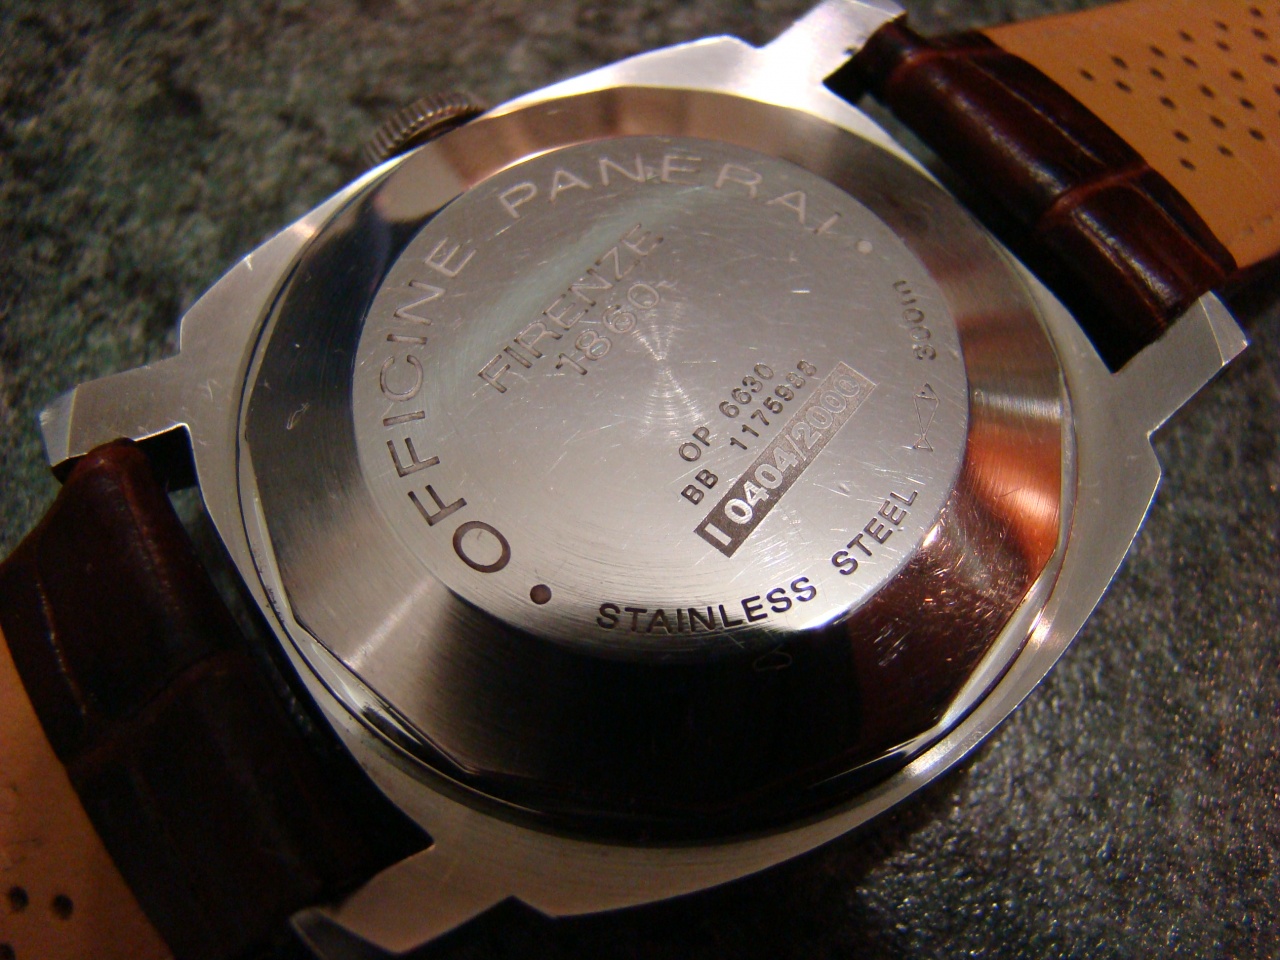 OFFICINE PANERAI
FIRENZE
1860
OP 6630
BB 1175988
I 0404/2000
300m
STAINLESS STEEL